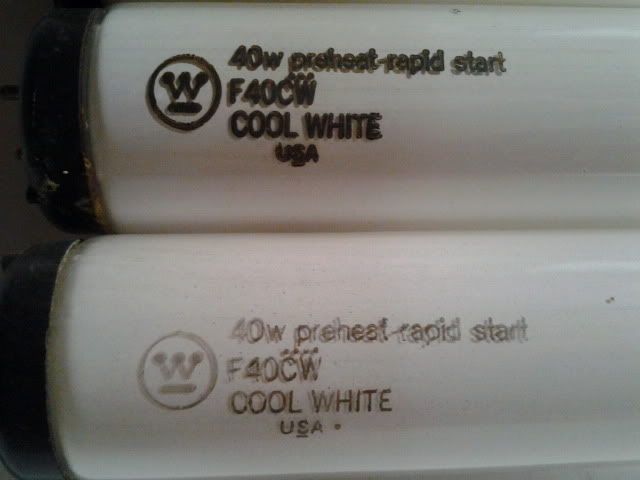 40w preheat-rapid start
F40CW
COOL WHITE
USA
40w preheat-rapid start
F40CW
COOL WHITE
USA